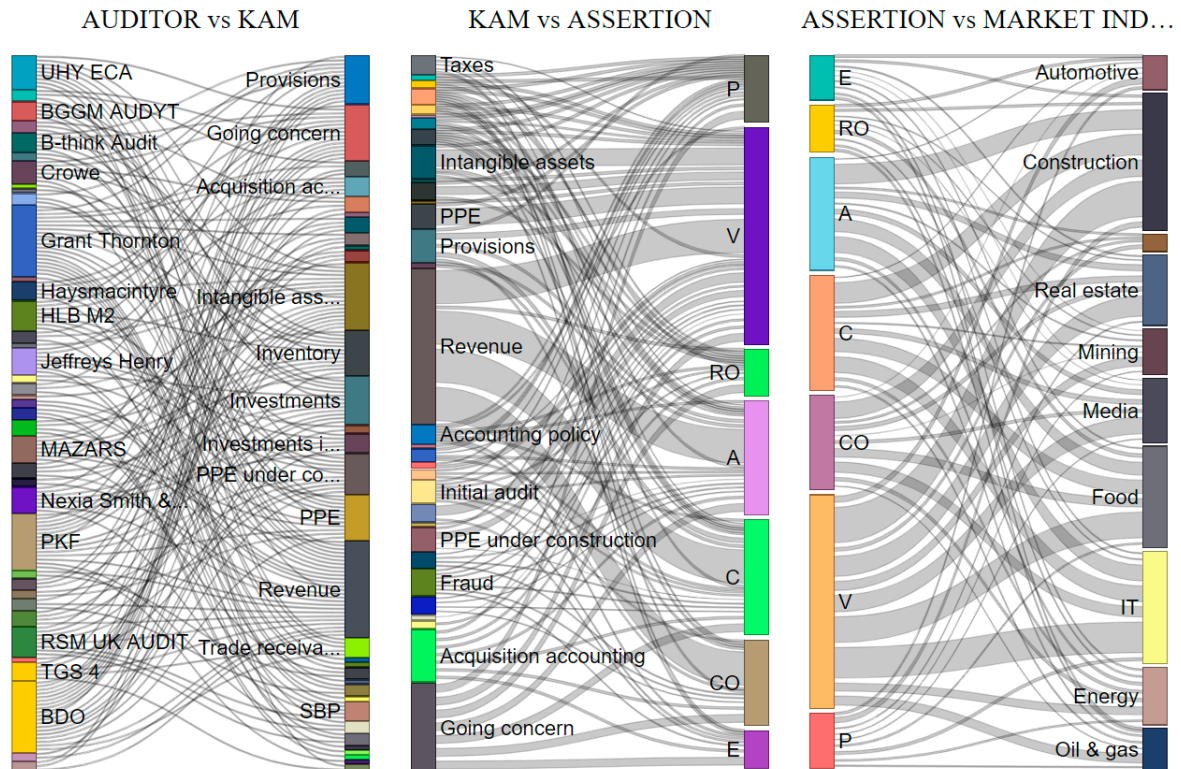 AUDITOR vs KAM
UHY ECA
BGGM AUDYT
B-think Audit
Crowe
Grant Thornton
Haysmacintyre
HLB M2
Jeffreys Henry
MAZARS
Nexia Smith &...
PKF
RSM UK AUDIT
TGS 4
BDO
Provisions
Going concern
Acquisition ac...
Intangible ass...
Inventory
Investments
Investments i...
PPE under co...
PPE
Revenue
Trade receiva...
SBP
KAM vs ASSERTION
Taxes
Intangible assets
PPE
Provisions
Revenue
Accounting policy
Initial audit
PPE under construction
Fraud
Acquisition accounting
Going concern
P
V
RO
A
C
CO
E
ASSERTION vs MARKET IND...
E
RO
A
C
CO
V
P
Automotive
Construction
Real estate
Mining
Media
Food
IT
Energy
Oil & gas